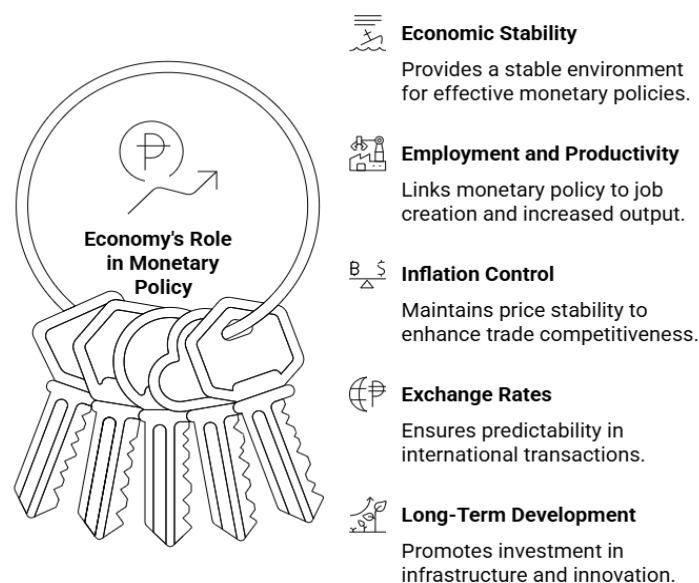 Economy's Role
in Monetary
Policy
Economic Stability
Provides a stable environment
for effective monetary policies.
Employment and Productivity
Links monetary policy to job
creation and increased output.
B $
Inflation Control
Maintains price stability to
enhance trade competitiveness.
Exchange Rates
Ensures predictability in
international transactions.
Long-Term Development
Promotes investment in
infrastructure and innovation.